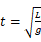 t = √(L/g)